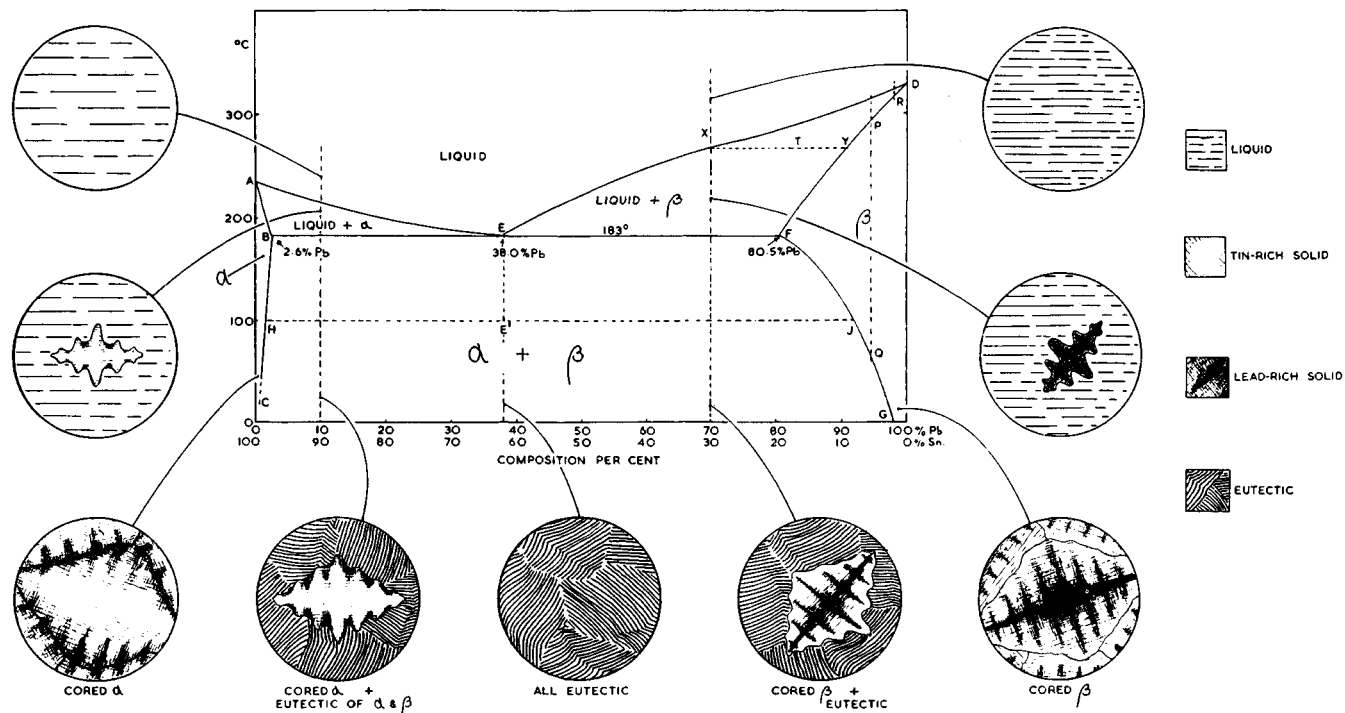 °C
300
200
100
0
LIQUID
LIQUID + α
LIQUID + β
183°
β
α
α + β
A
B
C
D
E
E'
F
G
H
J
P
Q
R
T
X
Y
2.6% Pb
38.0% Pb
80.5% Pb
0 10 20 30 40 50 60 70 80 90 100 % Pb
100 90 80 70 60 50 40 30 20 10 0 % Sn.
COMPOSITION PER CENT
LIQUID
TIN-RICH SOLID
LEAD-RICH SOLID
EUTECTIC
CORED α
CORED α +
EUTECTIC OF α & β
ALL EUTECTIC
CORED β +
EUTECTIC
CORED β